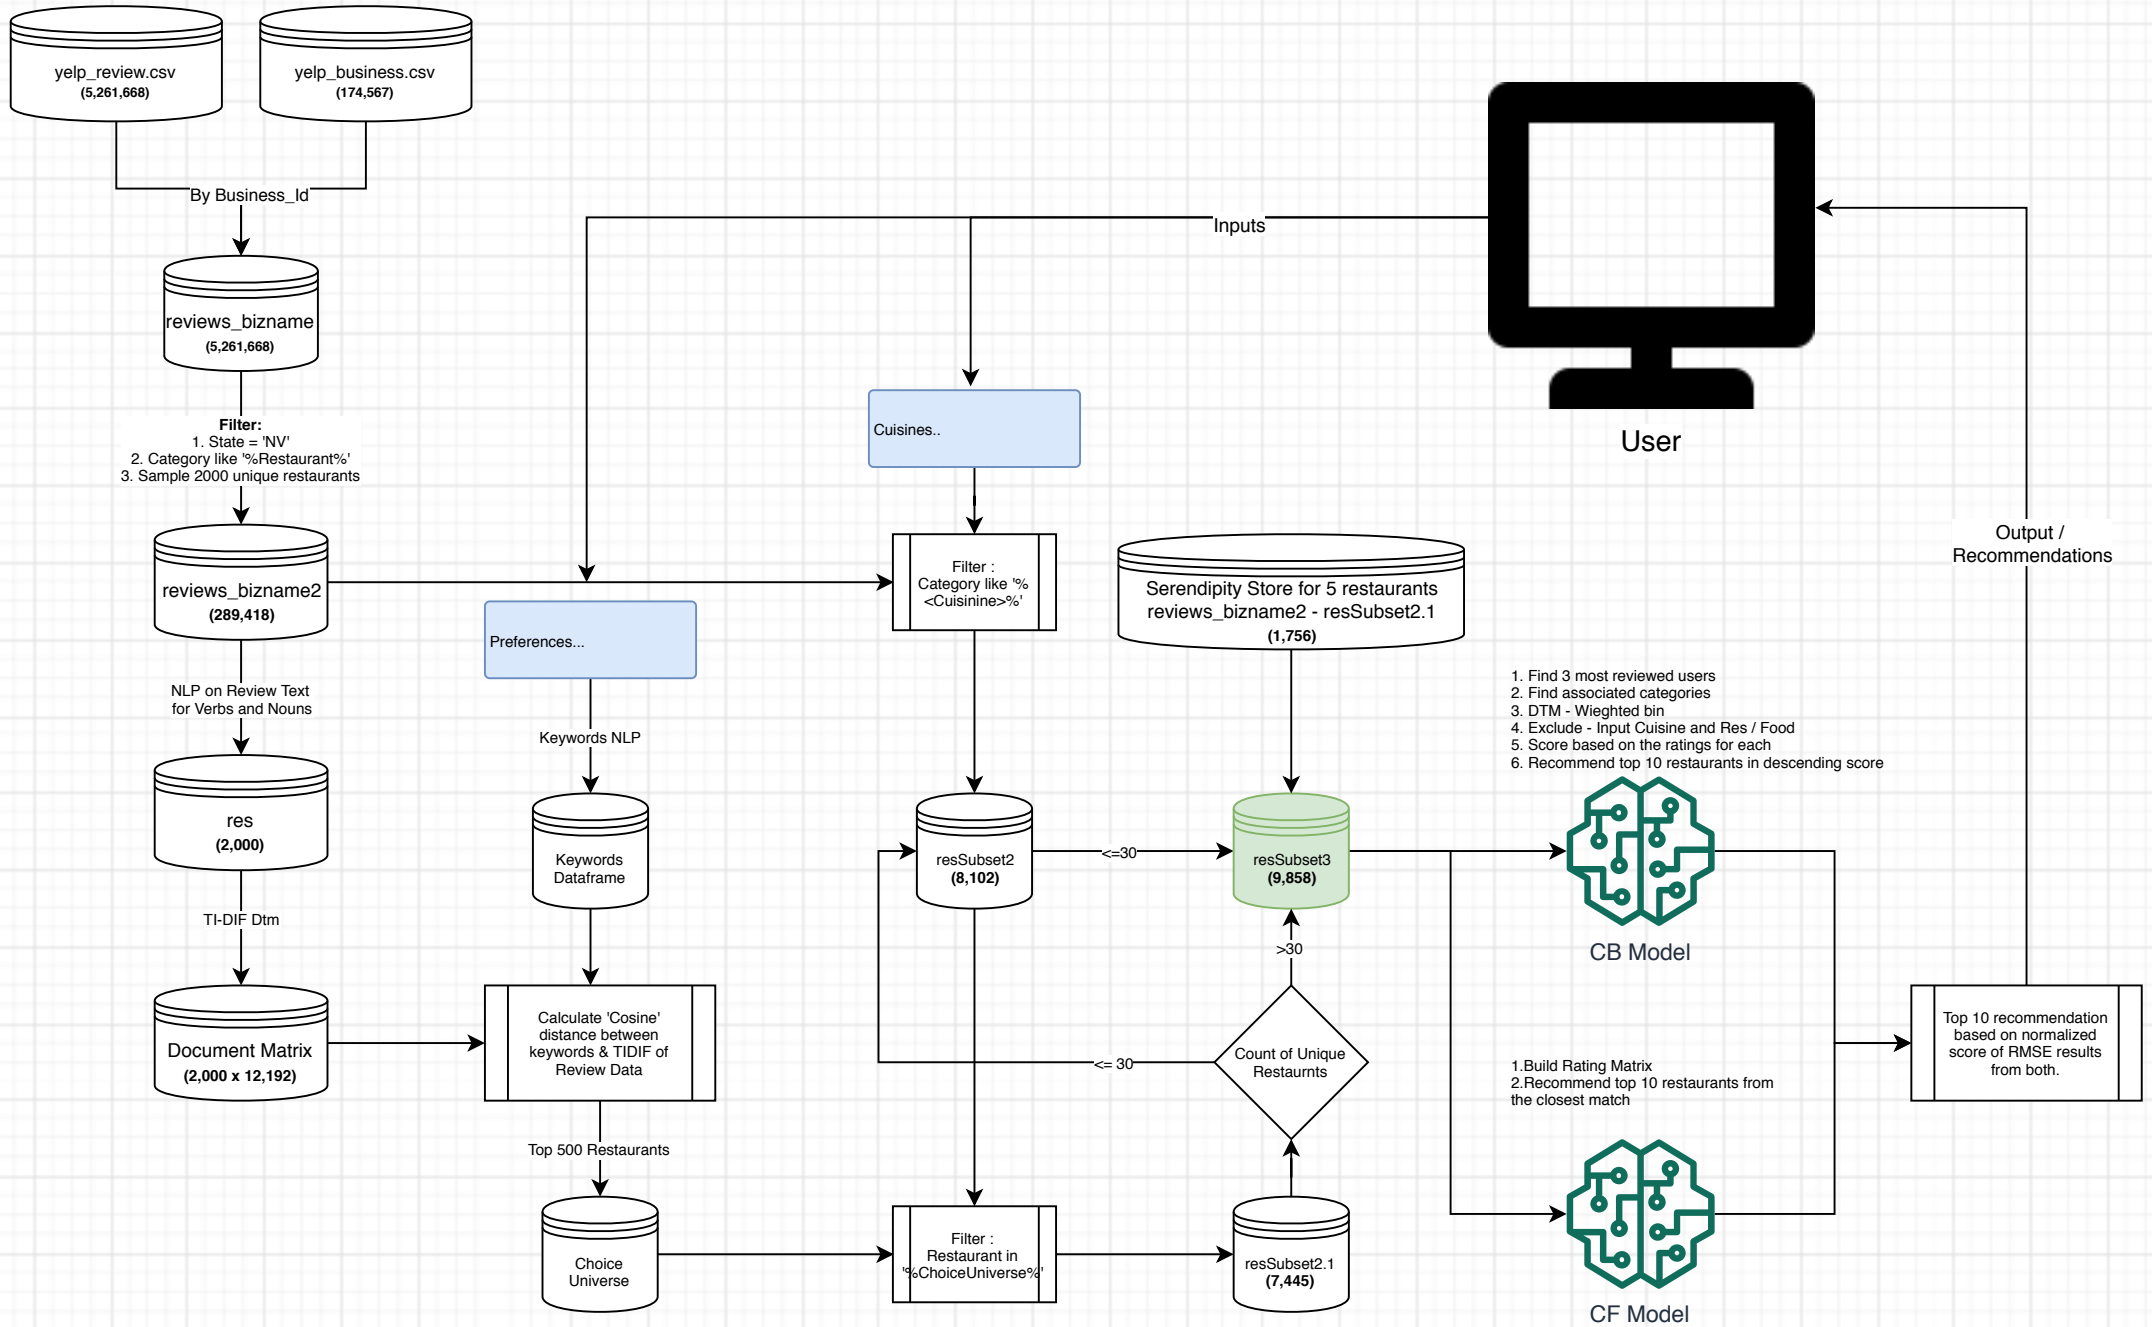 yelp_review.csv
(5,261,668)
yelp_business.csv
(174,567)
By Business_Id
reviews_bizname
(5,261,668)
Filter:
1. State = 'NV'
2. Category like '%Restaurant%'
3. Sample 2000 unique restaurants
reviews_bizname2
(289,418)
NLP on Review Text
for Verbs and Nouns
res
(2,000)
TI-DIF Dtm
Document Matrix
(2,000 x 12,192)
Inputs
User
Cuisines..
Preferences...
Keywords NLP
Keywords
Dataframe
Calculate 'Cosine'
distance between
keywords & TIDIF of
Review Data
Top 500 Restaurants
Choice
Universe
Filter :
Category like '%
<Cuisinine>%'
Serendipity Store for 5 restaurants
reviews_bizname2 - resSubset2.1
(1,756)
resSubset2
(8,102)
<=30
resSubset3
(9,858)
>30
Count of Unique
Restaurnts
<= 30
Filter :
Restaurant in
'%ChoiceUniverse%'
resSubset2.1
(7,445)
1. Find 3 most reviewed users
2. Find associated categories
3. DTM - Wieghted bin
4. Exclude - Input Cuisine and Res / Food
5. Score based on the ratings for each
6. Recommend top 10 restaurants in descending score
CB Model
1.Build Rating Matrix
2.Recommend top 10 restaurants from
the closest match
CF Model
Output /
Recommendations
Top 10 recommendation
based on normalized
score of RMSE results
from both.